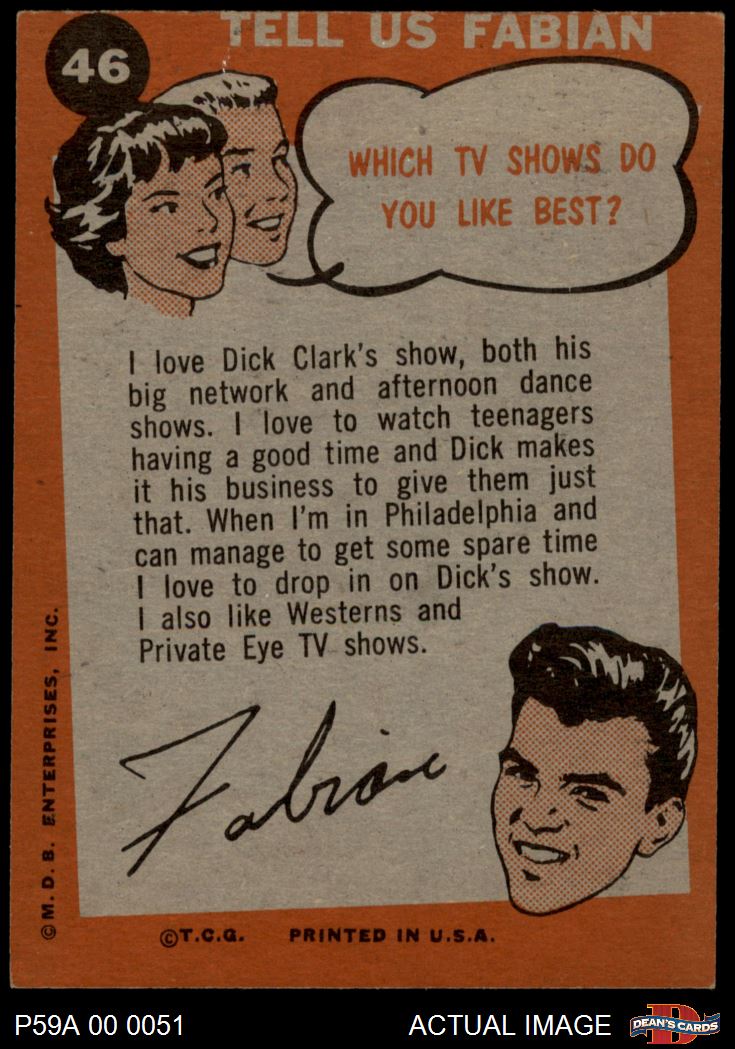 46
TELL US FABIAN
WHICH TV SHOWS DO
YOU LIKE BEST?
I love Dick Clark's show, both his
big network and afternoon dance
shows. I love to watch teenagers
having a good time and Dick makes
it his business to give them just
that. When I'm in Philadelphia and
can manage to get some spare time
I love to drop in on Dick's show.
I also like Westerns and
Private Eye TV shows.
Fabian
©M. D. B. ENTERPRISES, INC.
©T.C.G. PRINTED IN U.S.A.
P59A 00 0051
ACTUAL IMAGE
D
DEAN'S CARDS